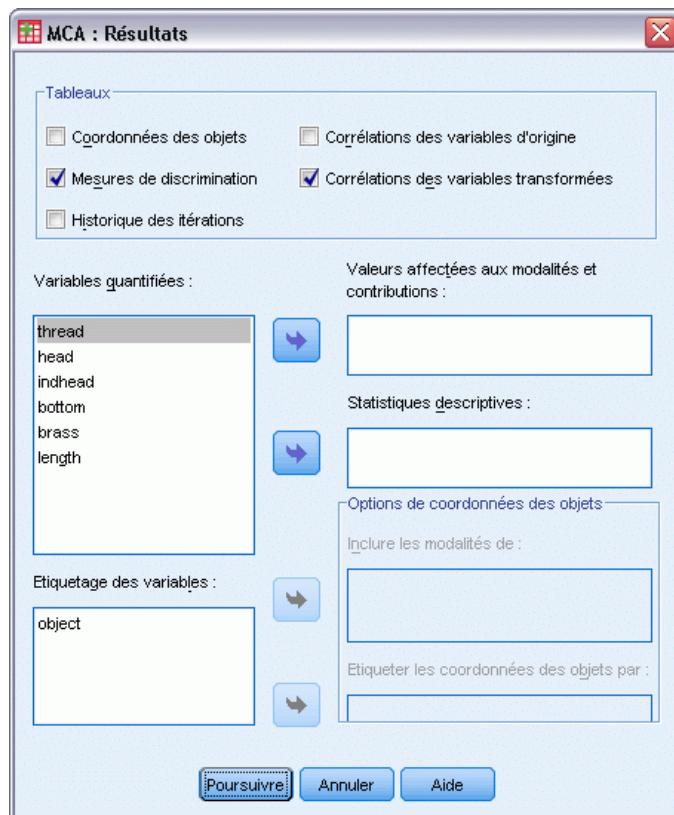 MCA : Résultats
Tableaux
Coordonnées des objets
Corrélations des variables d'origine
Mesures de discrimination
Corrélations des variables transformées
Historique des itérations
Variables quantifiées :
thread
head
indhead
bottom
brass
length
Valeurs affectées aux modalités et
contributions :
Statistiques descriptives :
Options de coordonnées des objets
Inclure les modalités de :
Etiquetage des variables :
object
Etiqueter les coordonnées des objets par :
Poursuivre
Annuler
Aide